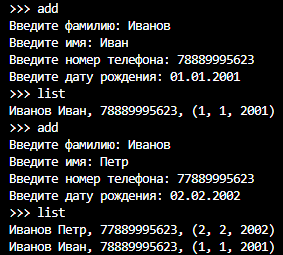 >>> add
Введите фамилию: Иванов
Введите имя: Иван
Введите номер телефона: 78889995623
Введите дату рождения: 01.01.2001
>>> list
Иванов Иван, 78889995623, (1, 1, 2001)
>>> add
Введите фамилию: Иванов
Введите имя: Петр
Введите номер телефона: 77889995623
Введите дату рождения: 02.02.2002
>>> list
Иванов Петр, 77889995623, (2, 2, 2002)
Иванов Иван, 78889995623, (1, 1, 2001)